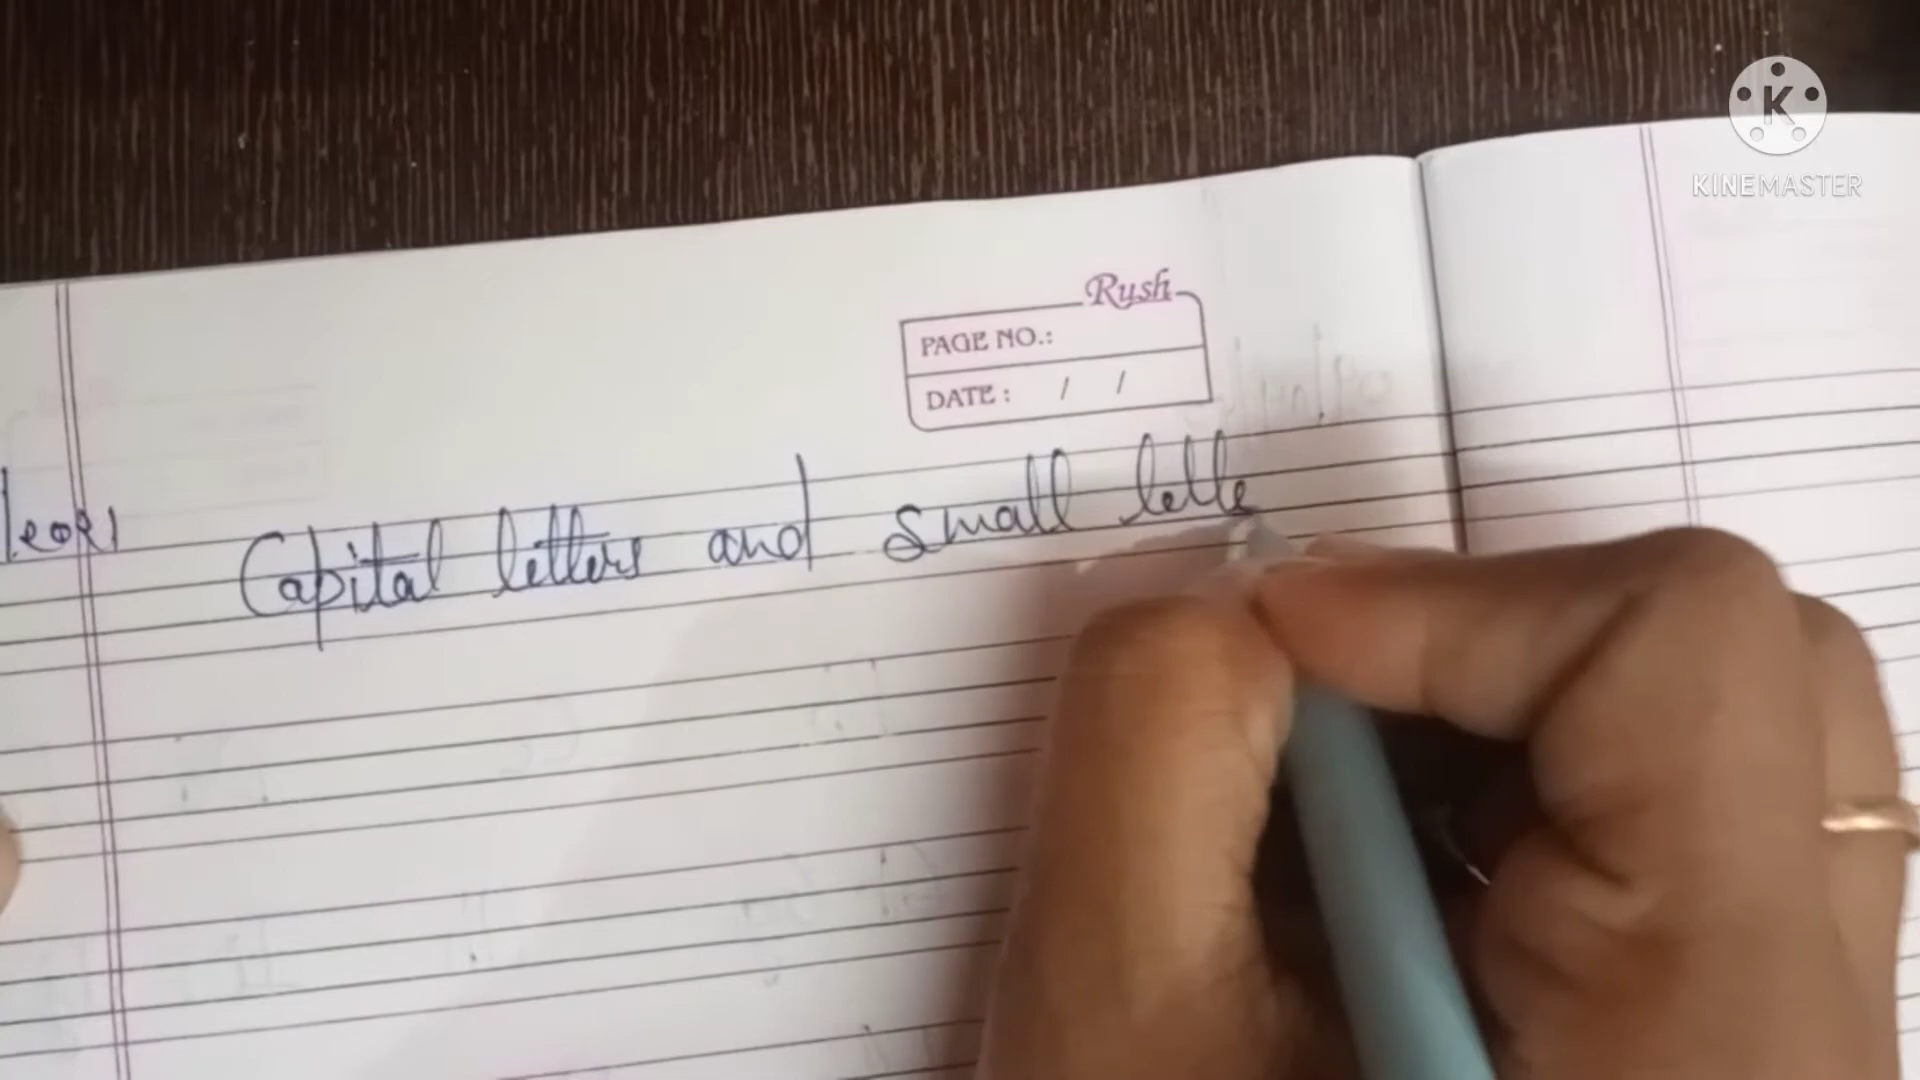 KINEMASTER
Rush
PAGE NO.:
DATE: / /
Capital letters and small lette